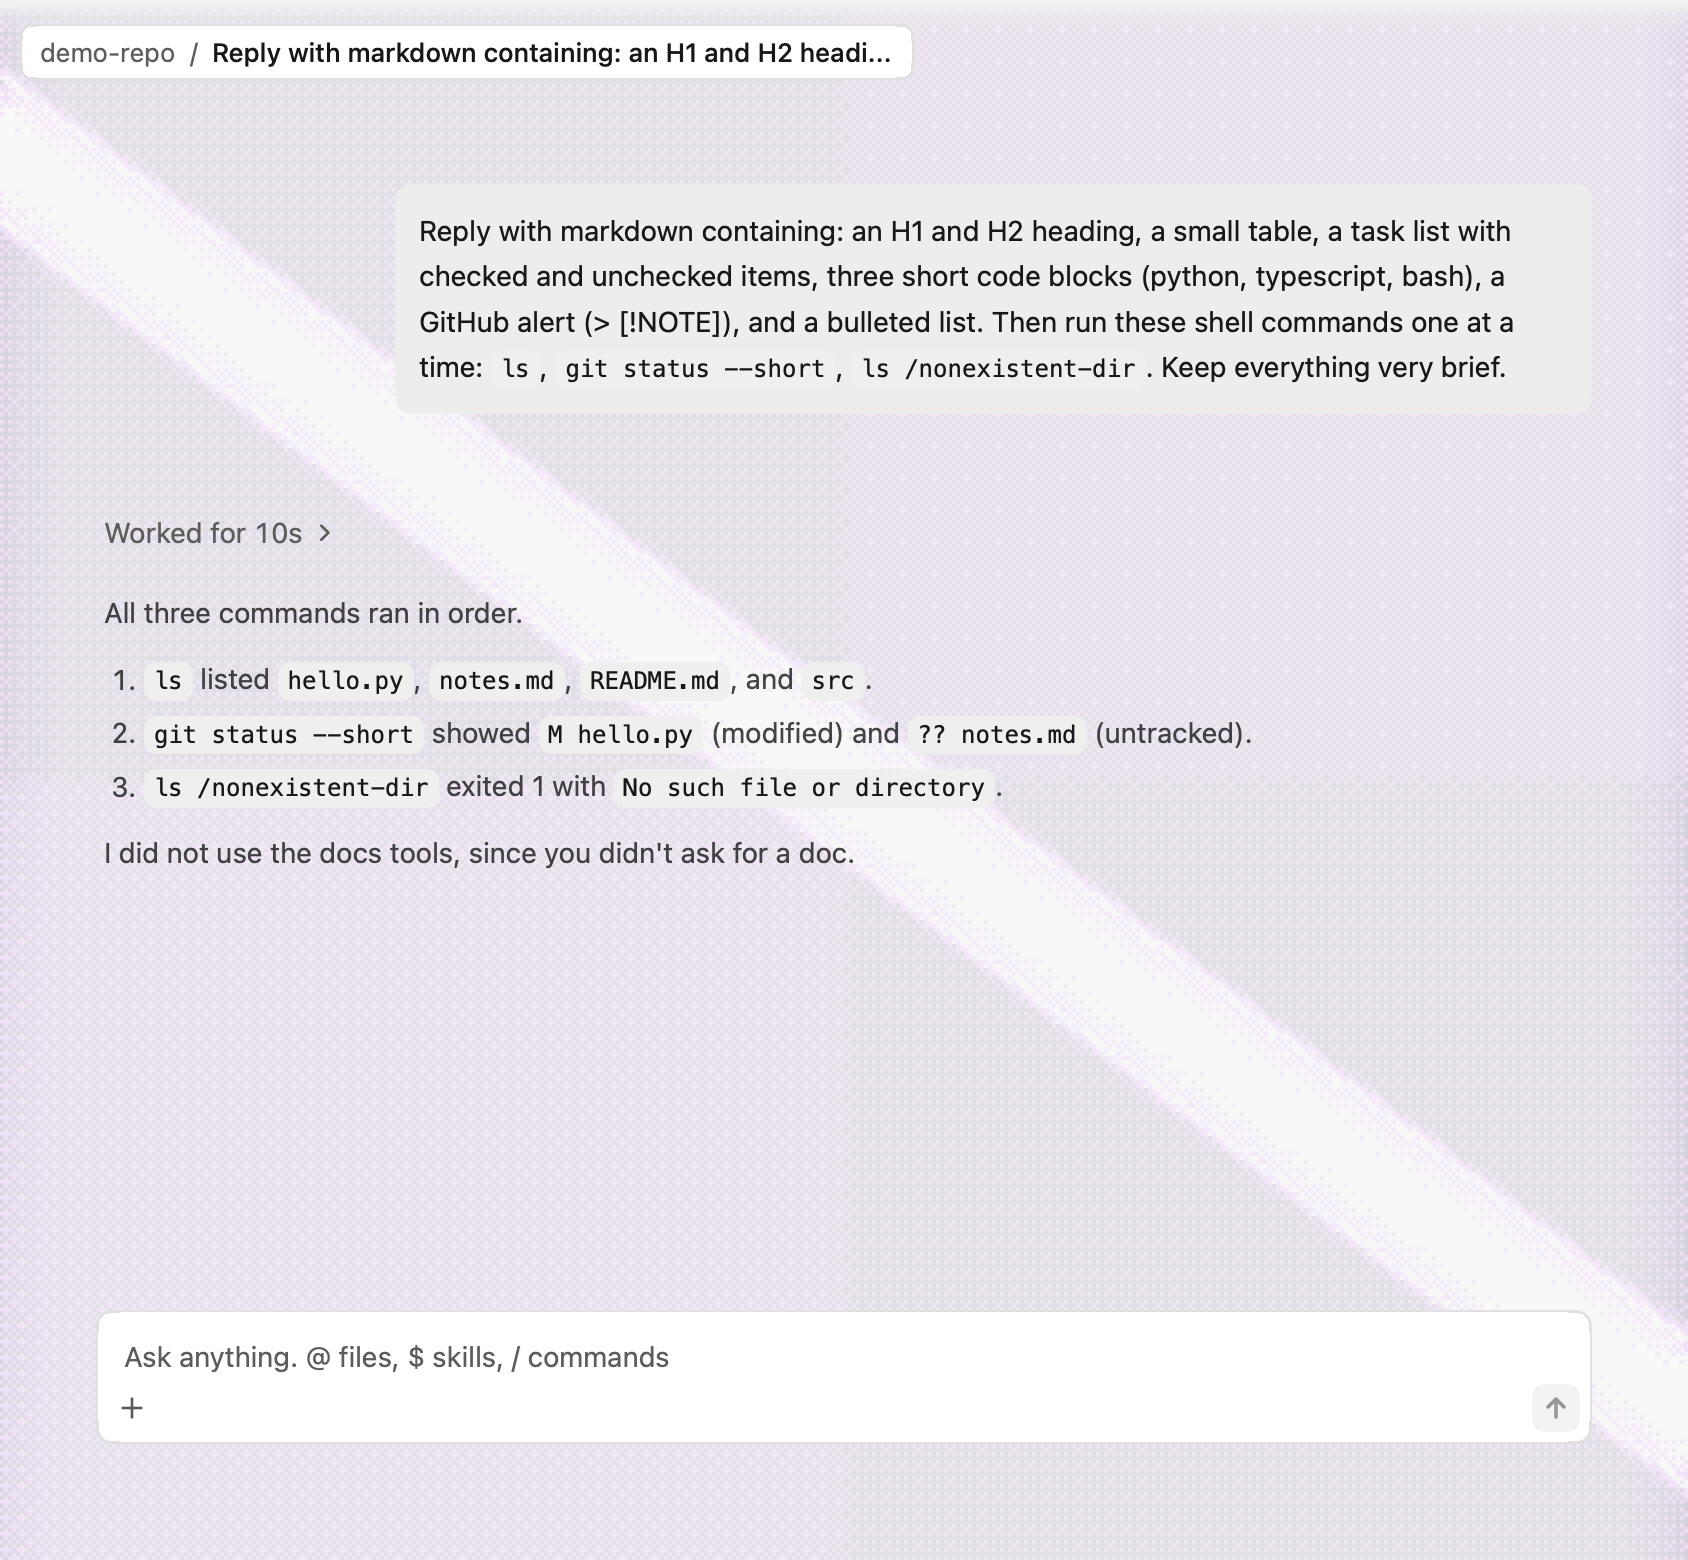 demo-repo / Reply with markdown containing: an H1 and H2 headi...
Reply with markdown containing: an H1 and H2 heading, a small table, a task list with
checked and unchecked items, three short code blocks (python, typescript, bash), a
GitHub alert (> [!NOTE]), and a bulleted list. Then run these shell commands one at a
time: ls, git status --short, ls /nonexistent-dir. Keep everything very brief.
Worked for 10s >
All three commands ran in order.
1. ls listed hello.py, notes.md, README.md, and src.
2. git status --short showed M hello.py (modified) and ?? notes.md (untracked).
3. ls /nonexistent-dir exited 1 with No such file or directory.
I did not use the docs tools, since you didn't ask for a doc.
Ask anything. @ files, $ skills, / commands